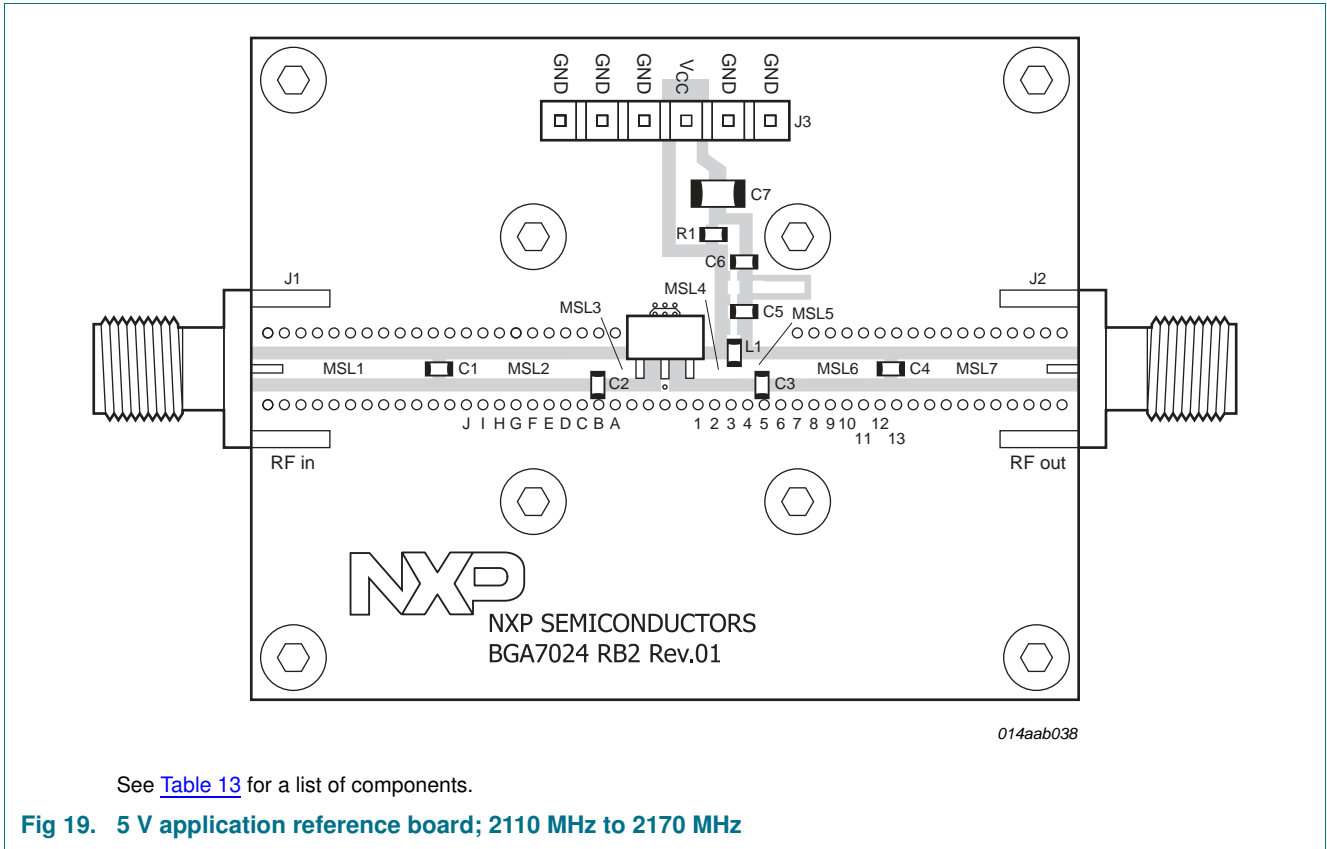 GND GND GND VCC GND GND
J3
C7
R1
C6
J1
MSL4
J2
MSL3
C5
MSL5
L1
MSL1
C1
MSL2
C2
C3
MSL6
C4
MSL7
J I H G F E D C B A
1 2 3 4 5 6 7 8 9 10 12
11 13
RF in
RF out
NXP
NXP SEMICONDUCTORS
BGA7024 RB2 Rev.01
014aab038
See Table 13 for a list of components.
Fig 19. 5 V application reference board; 2110 MHz to 2170 MHz